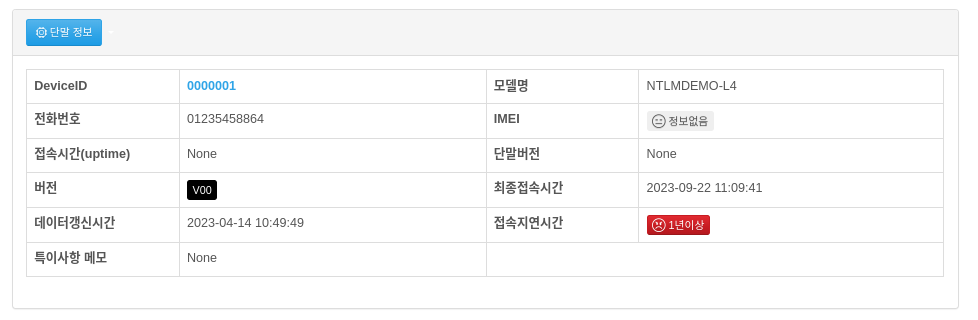 단말 정보
DeviceID 0000001 모델명 NTLMDEMO-L4
전화번호 01235458864 IMEI 정보없음
접속시간(uptime) None 단말버전 None
버전 V00 최종접속시간 2023-09-22 11:09:41
데이터갱신시간 2023-04-14 10:49:49 접속지연시간 1년이상
특이사항 메모 None